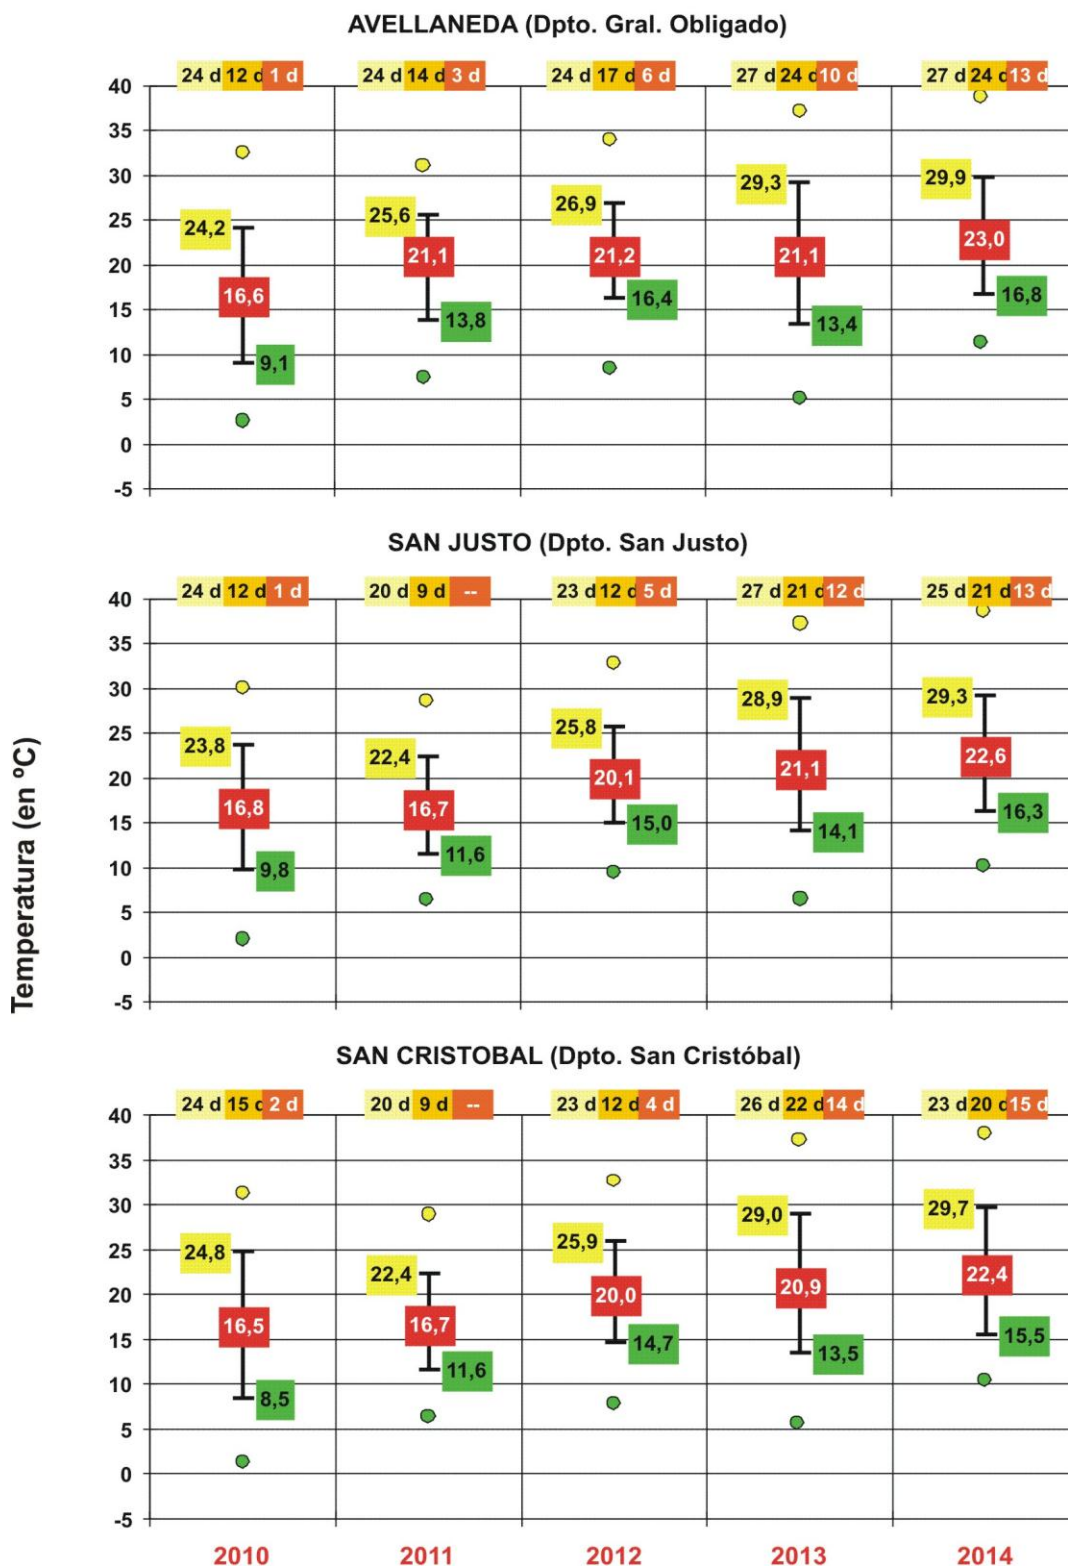 AVELLANEDA (Dpto. Gral. Obligado)
24 d 12 d 1 d 24 d 14 d 3 d 24 d 17 d 6 d 27 d 24 d 10 d 27 d 24 d 13 d
40
35
30 29,3 29,9
25 24,2 25,6 26,9
20 21,1 21,2 21,1 23,0
15 16,6 13,8 16,4 13,4 16,8
10 9,1
5
0
-5
SAN JUSTO (Dpto. San Justo)
24 d 12 d 1 d 20 d 9 d -- 23 d 12 d 5 d 27 d 21 d 12 d 25 d 21 d 13 d
40
35
30 28,9 29,3
25 23,8 22,4 25,8
20 20,1 21,1 22,6
15 16,8 16,7 15,0 14,1 16,3
10 9,8 11,6
5
0
-5
Temperatura (en ºC)
SAN CRISTOBAL (Dpto. San Cristóbal)
24 d 15 d 2 d 20 d 9 d -- 23 d 12 d 4 d 26 d 22 d 14 d 23 d 20 d 15 d
40
35
30 29,0 29,7
25 24,8 22,4 25,9
20 20,0 20,9 22,4
15 16,5 16,7 14,7 13,5 15,5
10 8,5 11,6
5
0
-5
2010 2011 2012 2013 2014